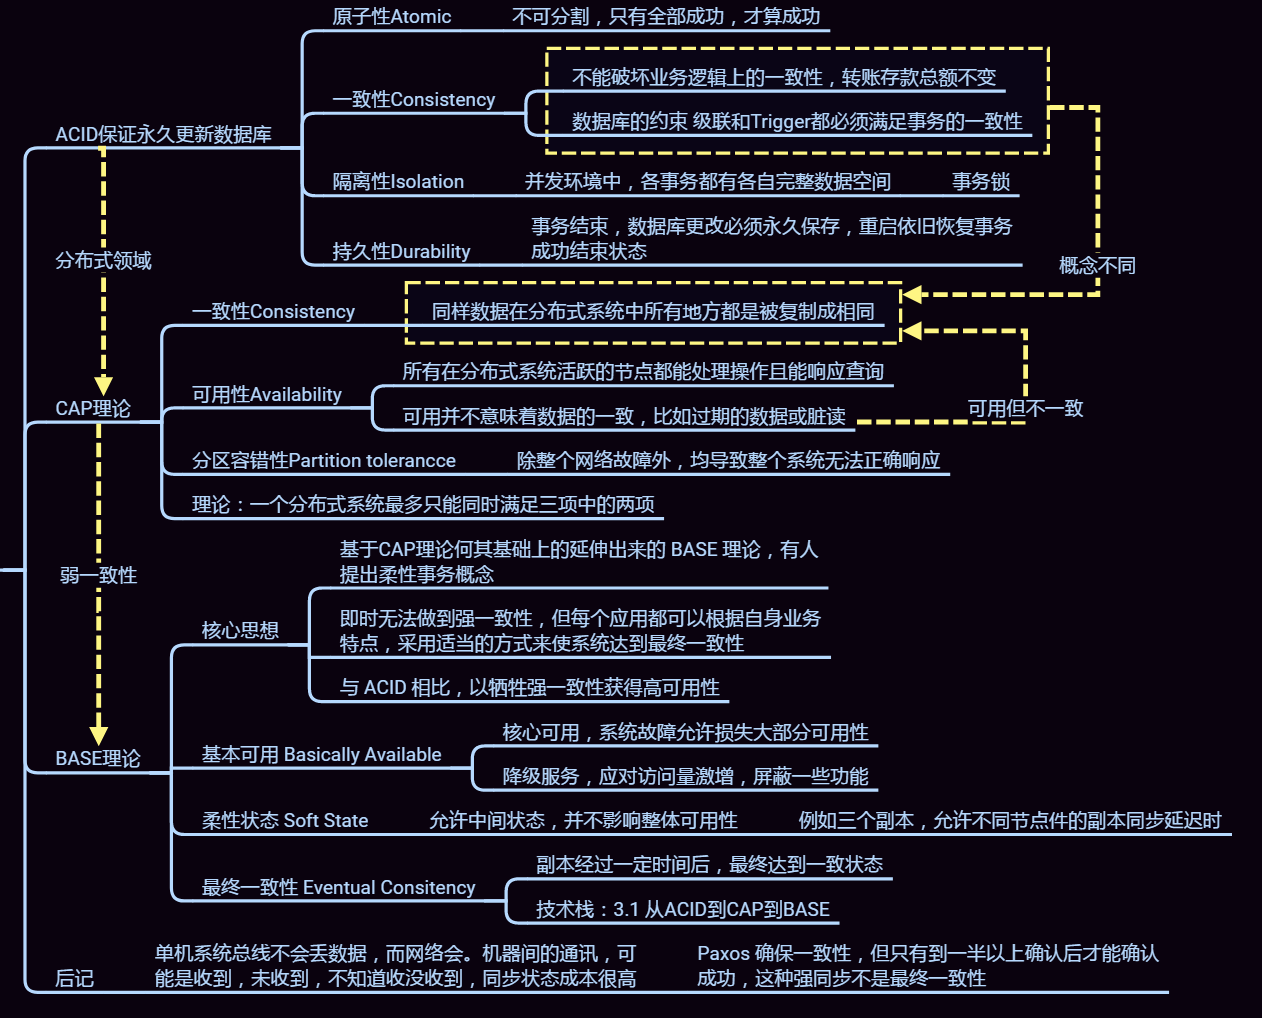 原子性Atomic
不可分割，只有全部成功，才算成功
不能破坏业务逻辑上的一致性，转账存款总额不变
一致性Consistency
数据库的约束 级联和Trigger都必须满足事务的一致性
ACID保证永久更新数据库
隔离性Isolation
并发环境中，各事务都有各自完整数据空间
事务锁
事务结束，数据库更改必须永久保存，重启依旧恢复事务
成功结束状态
持久性Durability
分布式领域
概念不同
一致性Consistency
同样数据在分布式系统中所有地方都是被复制成相同
所有在分布式系统活跃的节点都能处理操作且能响应查询
可用性Availability
CAP理论
可用并不意味着数据的一致，比如过期的数据或脏读
可用但不一致
分区容错性Partition tolerancce
除整个网络故障外，均导致整个系统无法正确响应
理论：一个分布式系统最多只能同时满足三项中的两项
基于CAP理论何其基础上的延伸出来的 BASE 理论，有人
提出柔性事务概念
弱一致性
核心思想
即时无法做到强一致性，但每个应用都可以根据自身业务
特点，采用适当的方式来使系统达到最终一致性
与 ACID 相比，以牺牲强一致性获得高可用性
BASE理论
基本可用 Basically Available
核心可用，系统故障允许损失大部分可用性
降级服务，应对访问量激增，屏蔽一些功能
柔性状态 Soft State
允许中间状态，并不影响整体可用性
例如三个副本，允许不同节点件的副本同步延迟时
最终一致性 Eventual Consitency
副本经过一定时间后，最终达到一致状态
技术栈：3.1 从ACID到CAP到BASE
后记
单机系统总线不会丢数据，而网络会。机器间的通讯，可
能是收到，未收到，不知道收没收到，同步状态成本很高
Paxos 确保一致性，但只有到一半以上确认后才能确认
成功，这种强同步不是最终一致性